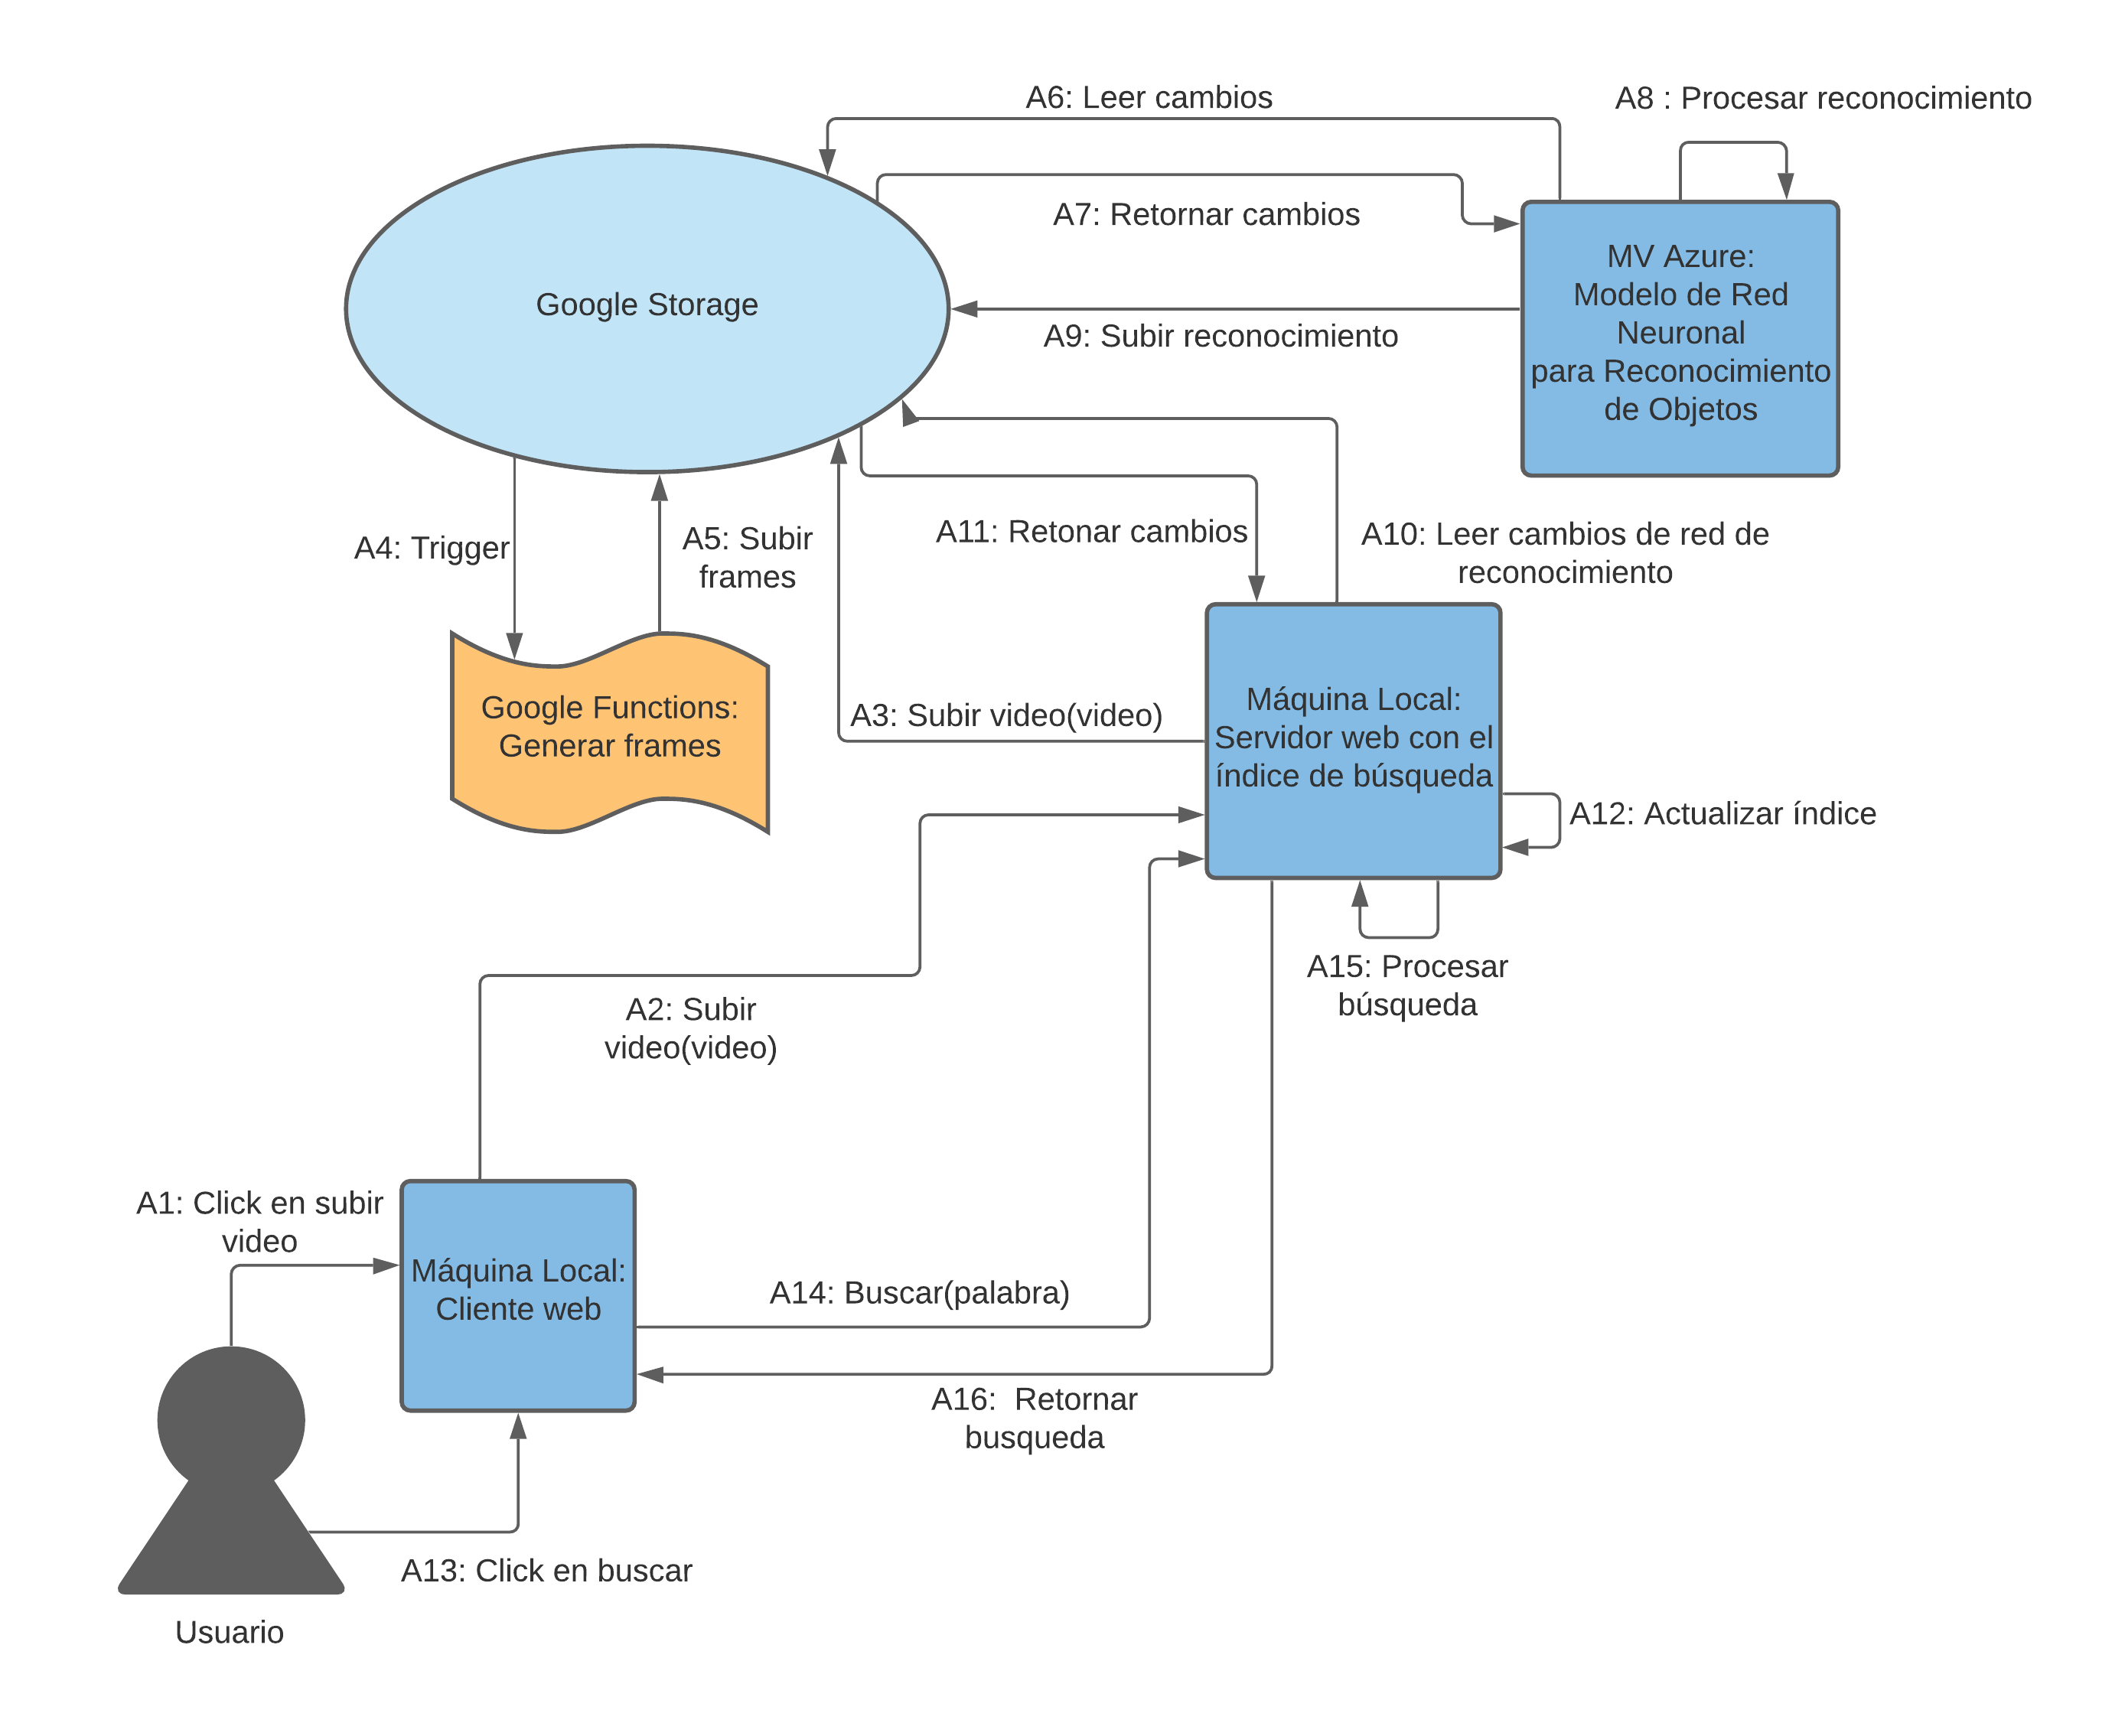 A6: Leer cambios
A8 : Procesar reconocimiento
A7: Retornar cambios
MV Azure:
Modelo de Red
Neuronal
para Reconocimiento
de Objetos
Google Storage
A9: Subir reconocimiento
A4: Trigger
A5: Subir
frames
A11: Retonar cambios
A10: Leer cambios de red de
reconocimiento
Google Functions:
Generar frames
A3: Subir video(video)
Máquina Local:
Servidor web con el
índice de búsqueda
A12: Actualizar índice
A15: Procesar
búsqueda
A2: Subir
video(video)
A1: Click en subir
video
Máquina Local:
Cliente web
A14: Buscar(palabra)
A16:  Retornar
busqueda
A13: Click en buscar
Usuario